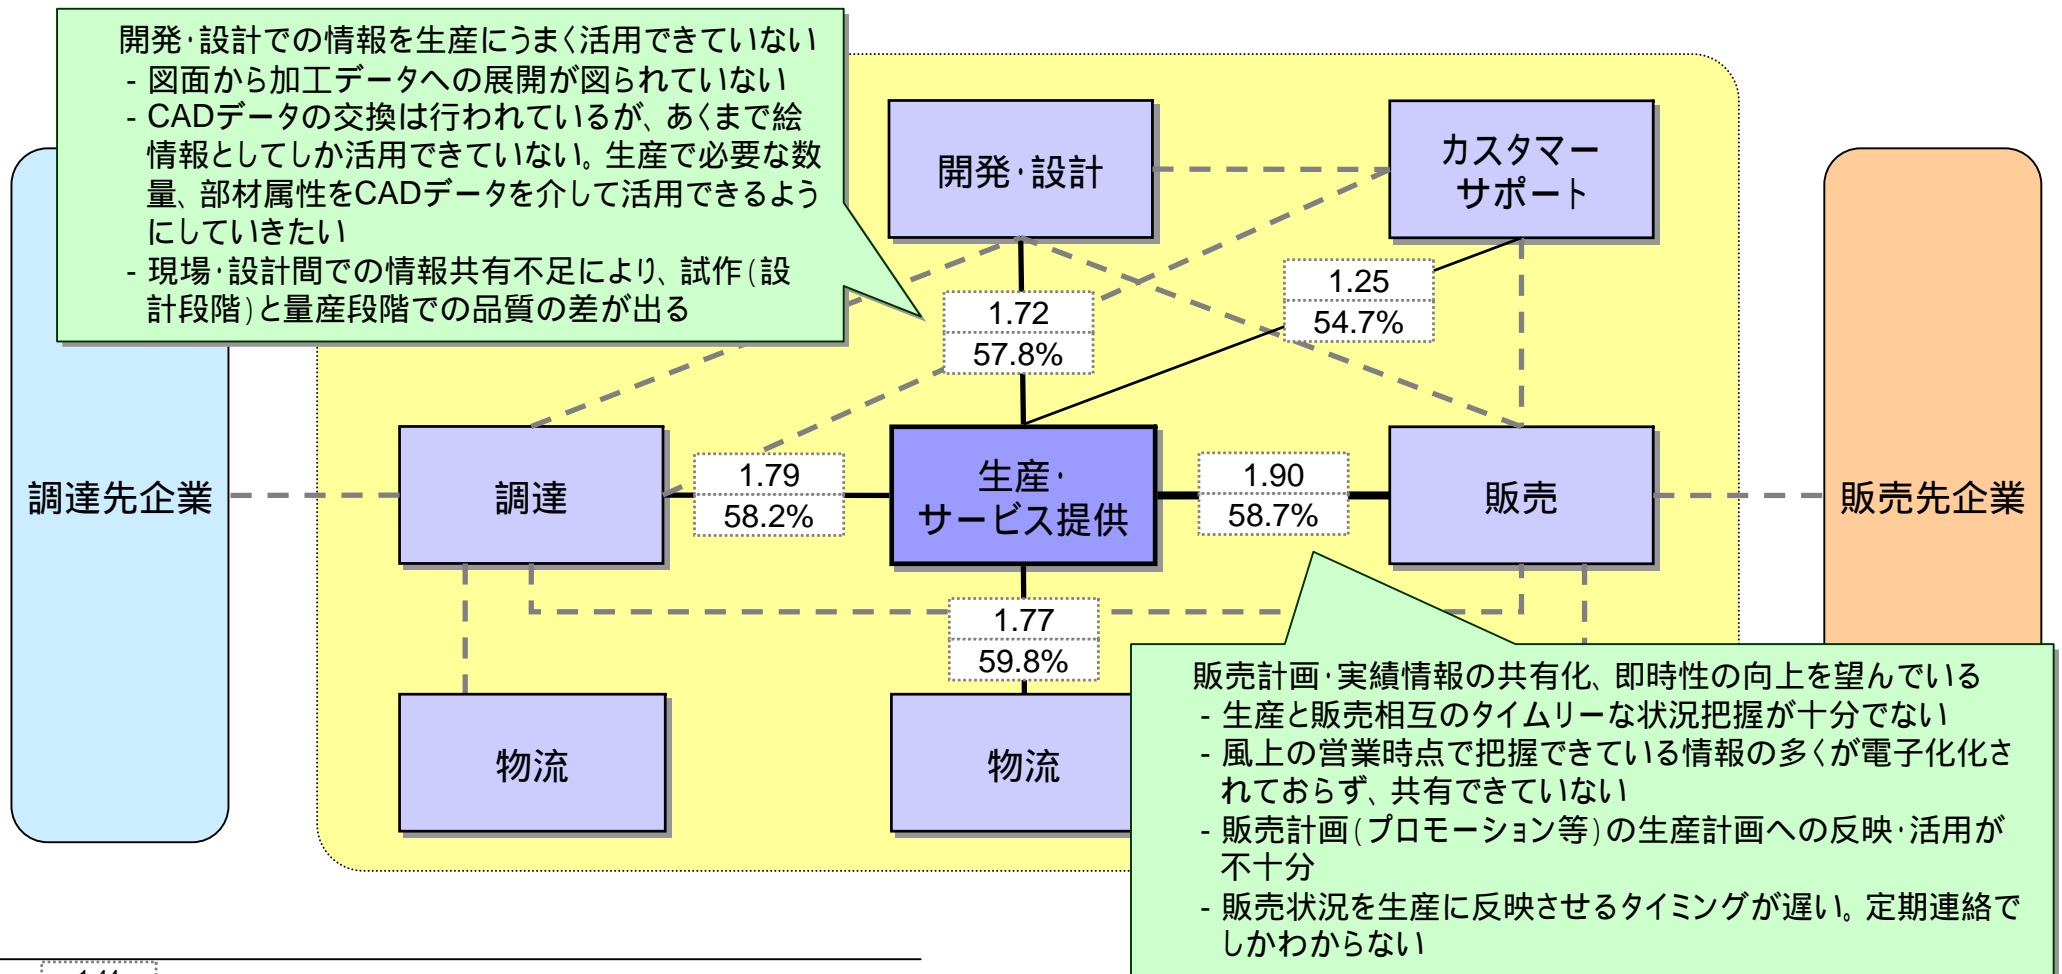 開発・設計での情報を生産にうまく活用できていない
- 図面から加工データへの展開が図られていない
- CADデータの交換は行われているが、あくまで絵
情報としてしか活用できていない。生産で必要な数
量、部材属性をCADデータを介して活用できるよう
にしていきたい
- 現場・設計間での情報共有不足により、試作(設
計段階)と量産段階での品質の差が出る
開発・設計
カスタマー
サポート
1.72
57.8%
1.25
54.7%
調達先企業
調達
1.79
58.2%
生産・
サービス提供
1.90
58.7%
販売
販売先企業
1.77
59.8%
物流
物流
販売計画・実績情報の共有化、即時性の向上を望んでいる
- 生産と販売相互のタイムリーな状況把握が十分でない
- 風上の営業時点で把握できている情報の多くが電子化化さ
れておらず、共有できていない
- 販売計画(プロモーション等)の生産計画への反映・活用が
不十分
- 販売状況を生産に反映させるタイミングが遅い。定期連絡で
しかわからない